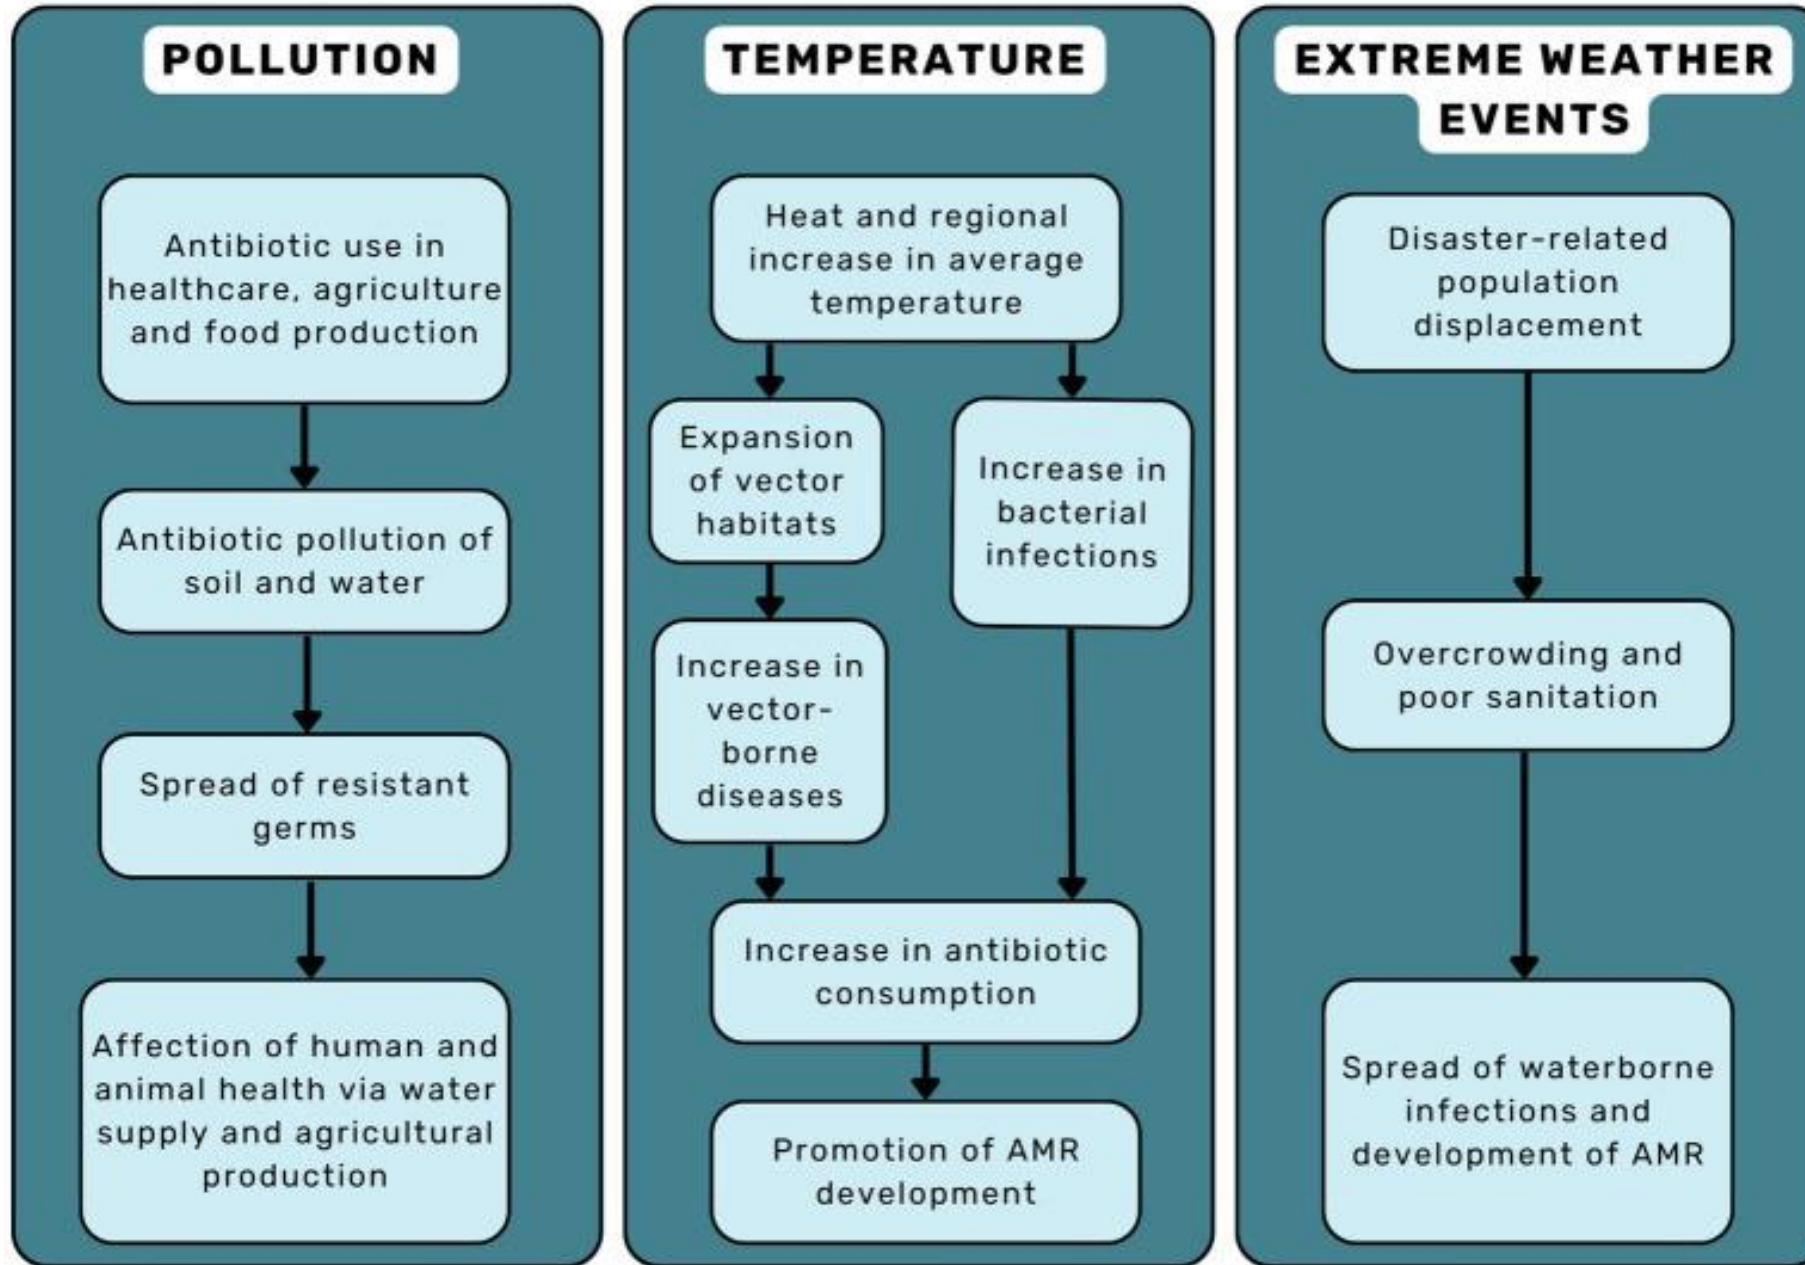 POLLUTION
Antibiotic use in
healthcare, agriculture
and food production
Antibiotic pollution of
soil and water
Spread of resistant
germs
Affection of human and
animal health via water
supply and agricultural
production
TEMPERATURE
Heat and regional
increase in average
temperature
Expansion
of vector
habitats
Increase in
vector-
borne
diseases
Increase in
bacterial
infections
Increase in antibiotic
consumption
Promotion of AMR
development
EXTREME WEATHER
EVENTS
Disaster-related
population
displacement
Overcrowding and
poor sanitation
Spread of waterborne
infections and
development of AMR